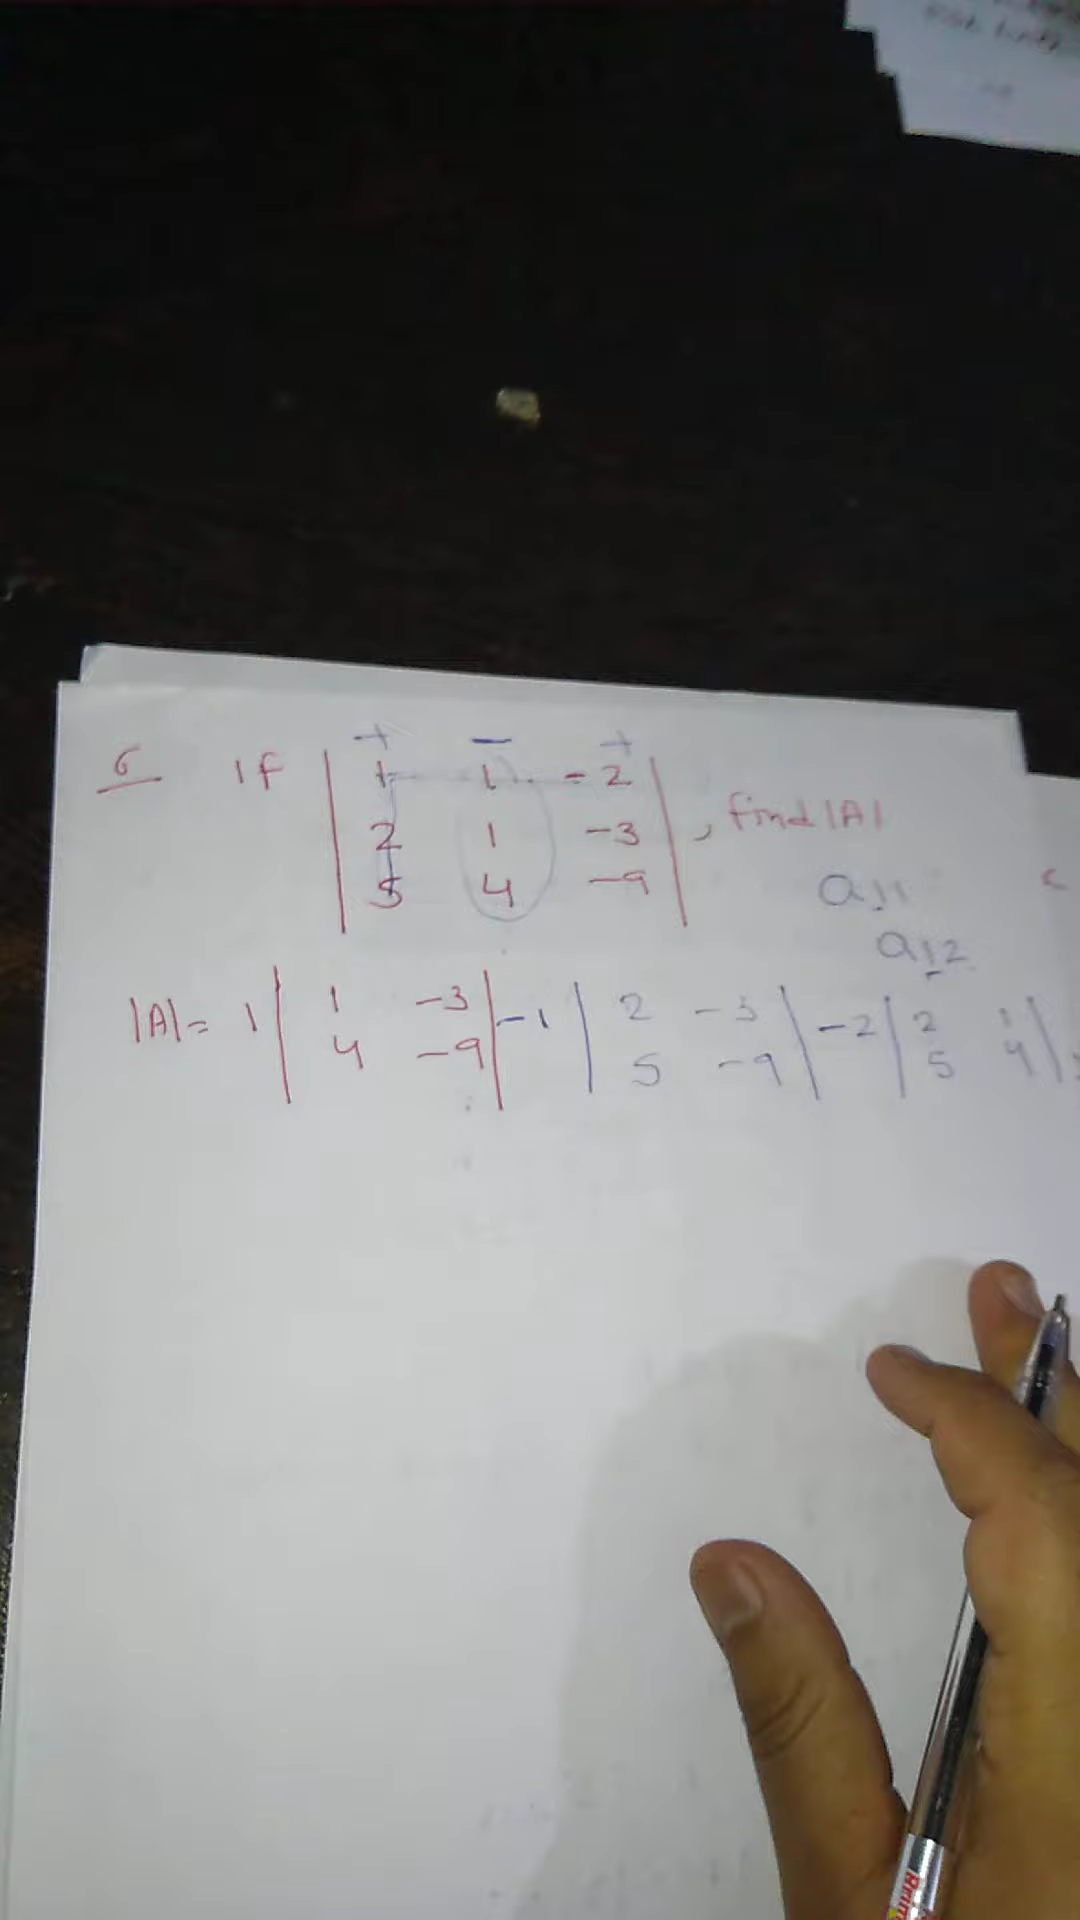 + - +
6 If | 1 1 -2 | , find |A|
2 1 -3
5 4 -9
a11
a12
|A| = 1 | 1 -3 | -1 | 2 -3 | -2 | 2 1 |
4 -9 5 -9 5 4